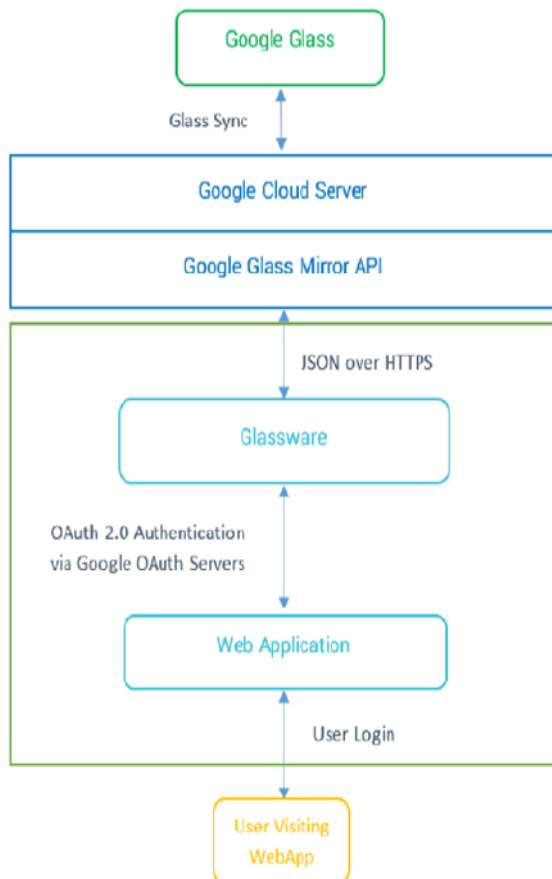 Google Glass
Glass Sync
Google Cloud Server
Google Glass Mirror API
JSON over HTTPS
Glassware
OAuth 2.0 Authentication
via Google OAuth Servers
Web Application
User Login
User Visiting
WebApp